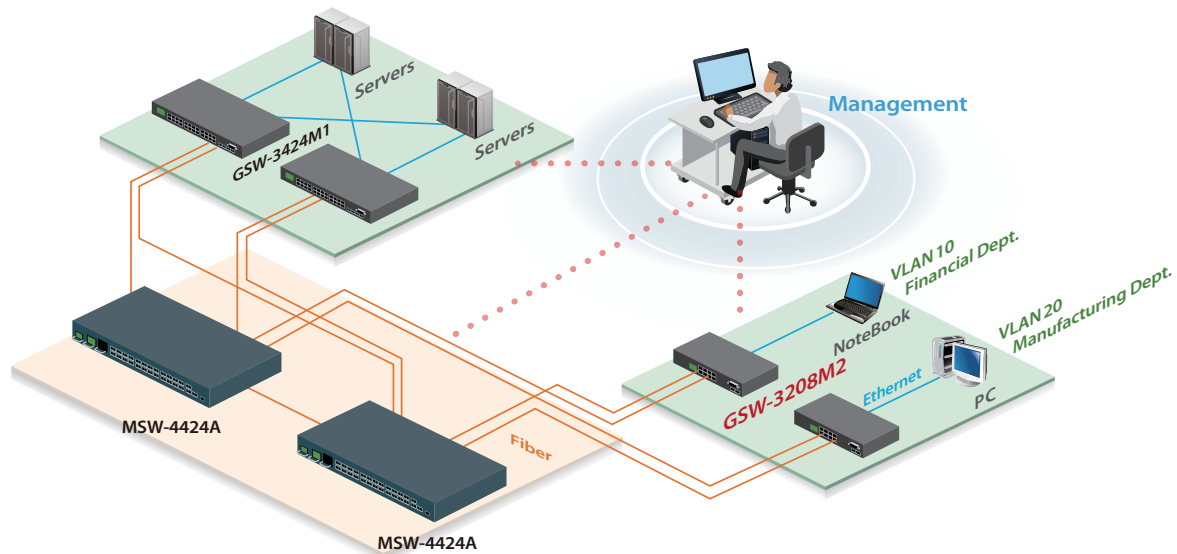 Servers
Servers
GSW-3424M1
Management
VLAN 10
Financial Dept.
VLAN 20
Manufacturing Dept.
NoteBook
GSW-3208M2
Ethernet
PC
MSW-4424A
Fiber
MSW-4424A